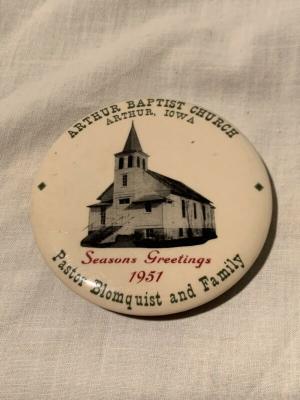 ARTHUR BAPTIST CHURCH
ARTHUR, IOWA
Seasons Greetings
1951
Pastor Blomquist and Family